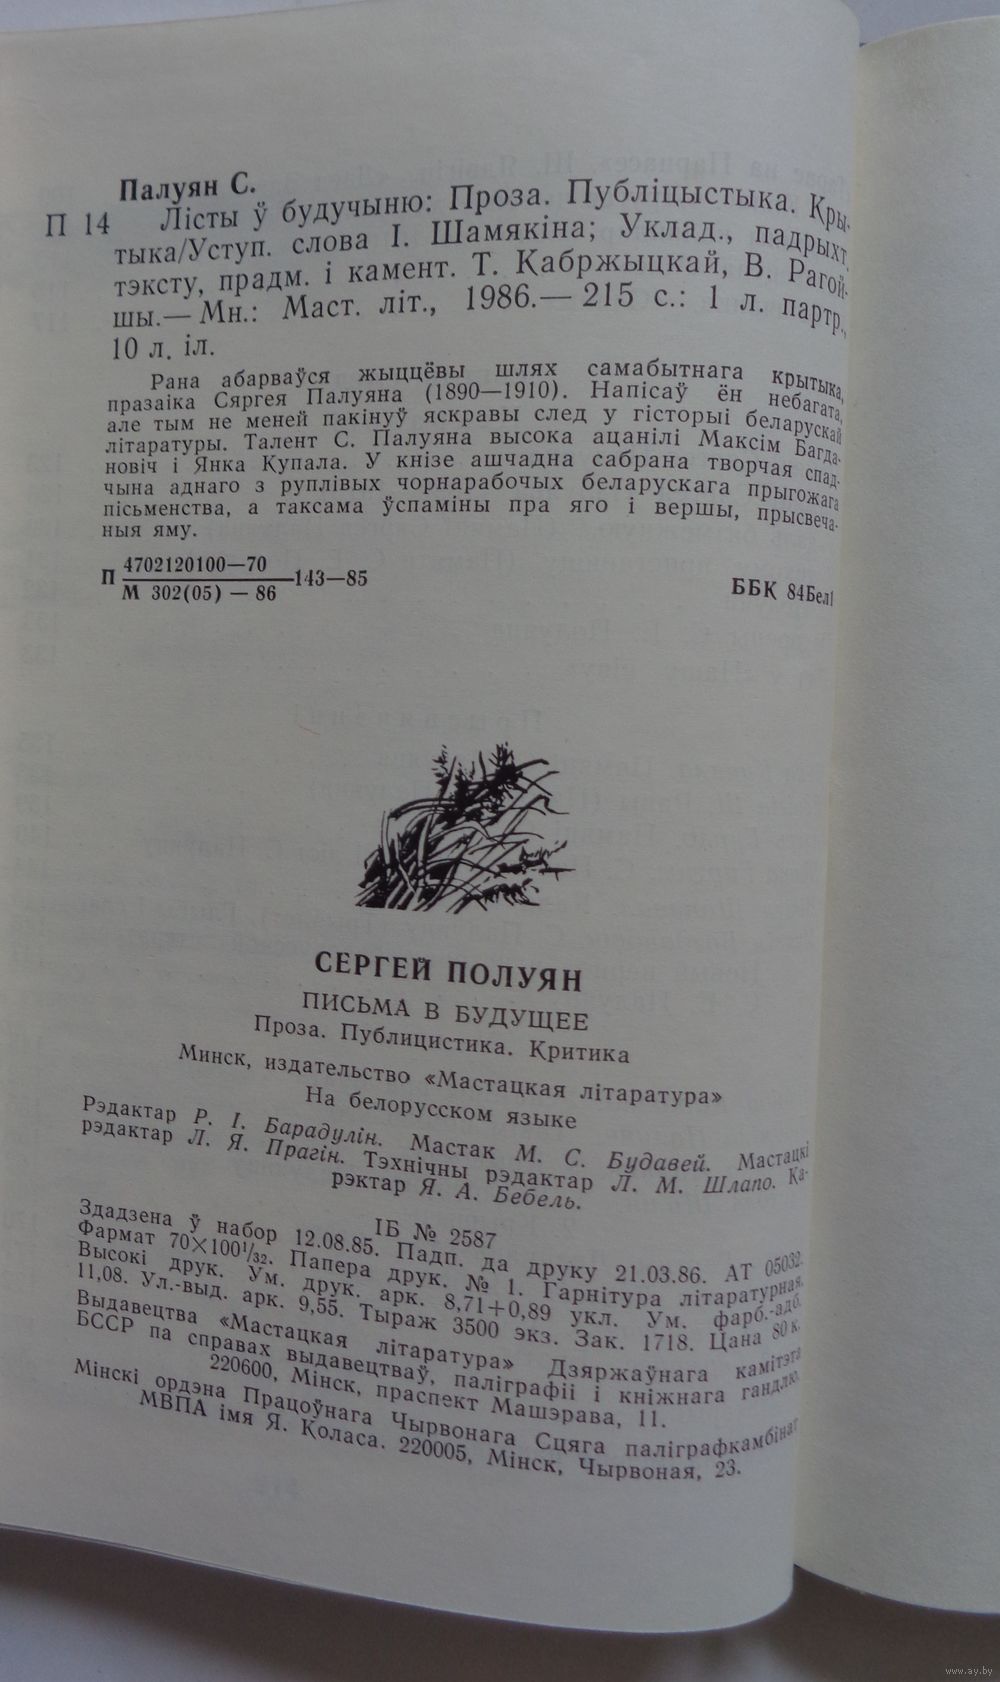 Палуян С.
П 14 Лісты ў будучыню: Проза. Публіцыстыка. Кры-
тыка/Уступ. слова І. Шамякіна; Уклад., падрыхт.
тэксту, прадм. і камент. Т. Кабржыцкай, В. Рагой-
шы.— Мн.: Маст. літ., 1986.— 215 с.: 1 л. партр.,
10 л. іл.
Рана абарваўся жыццёвы шлях самабытнага крытыка,
празаіка Сяргея Палуяна (1890—1910). Напісаў ён небагата,
але тым не меней пакінуў яскравы след у гісторыі беларускай
літаратуры. Талент С. Палуяна высока ацанілі Максім Багда-
новіч і Янка Купала. У кнізе ашчадна сабрана творчая спад-
чына аднаго з руплівых чорнарабочых беларускага прыгожага
пісьменства, а таксама ўспаміны пра яго і вершы, прысвеча-
ныя яму.
П 4702120100—70
М 302(05) — 86 143—85
ББК 84Бел1
СЕРГЕЙ ПОЛУЯН
ПИСЬМА В БУДУЩЕЕ
Проза. Публицистика. Критика
Минск, издательство «Мастацкая літаратура»
На белорусском языке
Рэдактар Р. І. Барадулін. Мастак М. С. Будавей. Мастацкі
рэдактар Л. Я. Прагін. Тэхнічны рэдактар Л. М. Шлапо. Ка-
рэктар Я. А. Бебель.
ІБ № 2587
Здадзена ў набор 12.08.85. Падп. да друку 21.03.86. АТ 05032.
Фармат 70×100 1/32. Папера друк. № 1. Гарнітура літаратурная.
Высокі друк. Ум. друк. арк. 8,71+0,89 укл. Ум. фарб.-адб.
11,08. Ул.-выд. арк. 9,55. Тыраж 3500 экз. Зак. 1718. Цана 80 к.
Выдавецтва «Мастацкая літаратура» Дзяржаўнага камітэта
БССР па справах выдавецтваў, паліграфіі і кніжнага гандлю.
220600, Мінск, праспект Машэрава, 11.
Мінскі ордэна Працоўнага Чырвонага Сцяга паліграфкамбінат
МВПА імя Я. Коласа. 220005, Мінск, Чырвоная, 23.
www.ay.by